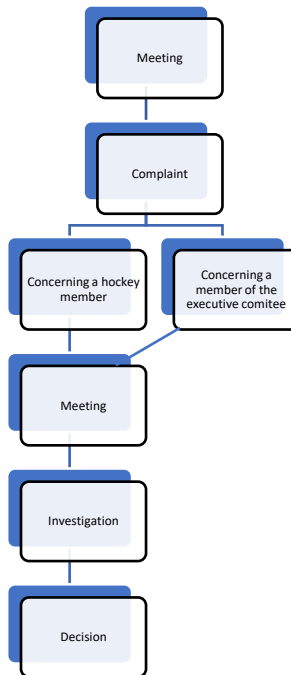 Meeting
Complaint
Concerning a hockey
member
Concerning a
member of the
executive comitee
Meeting
Investigation
Decision